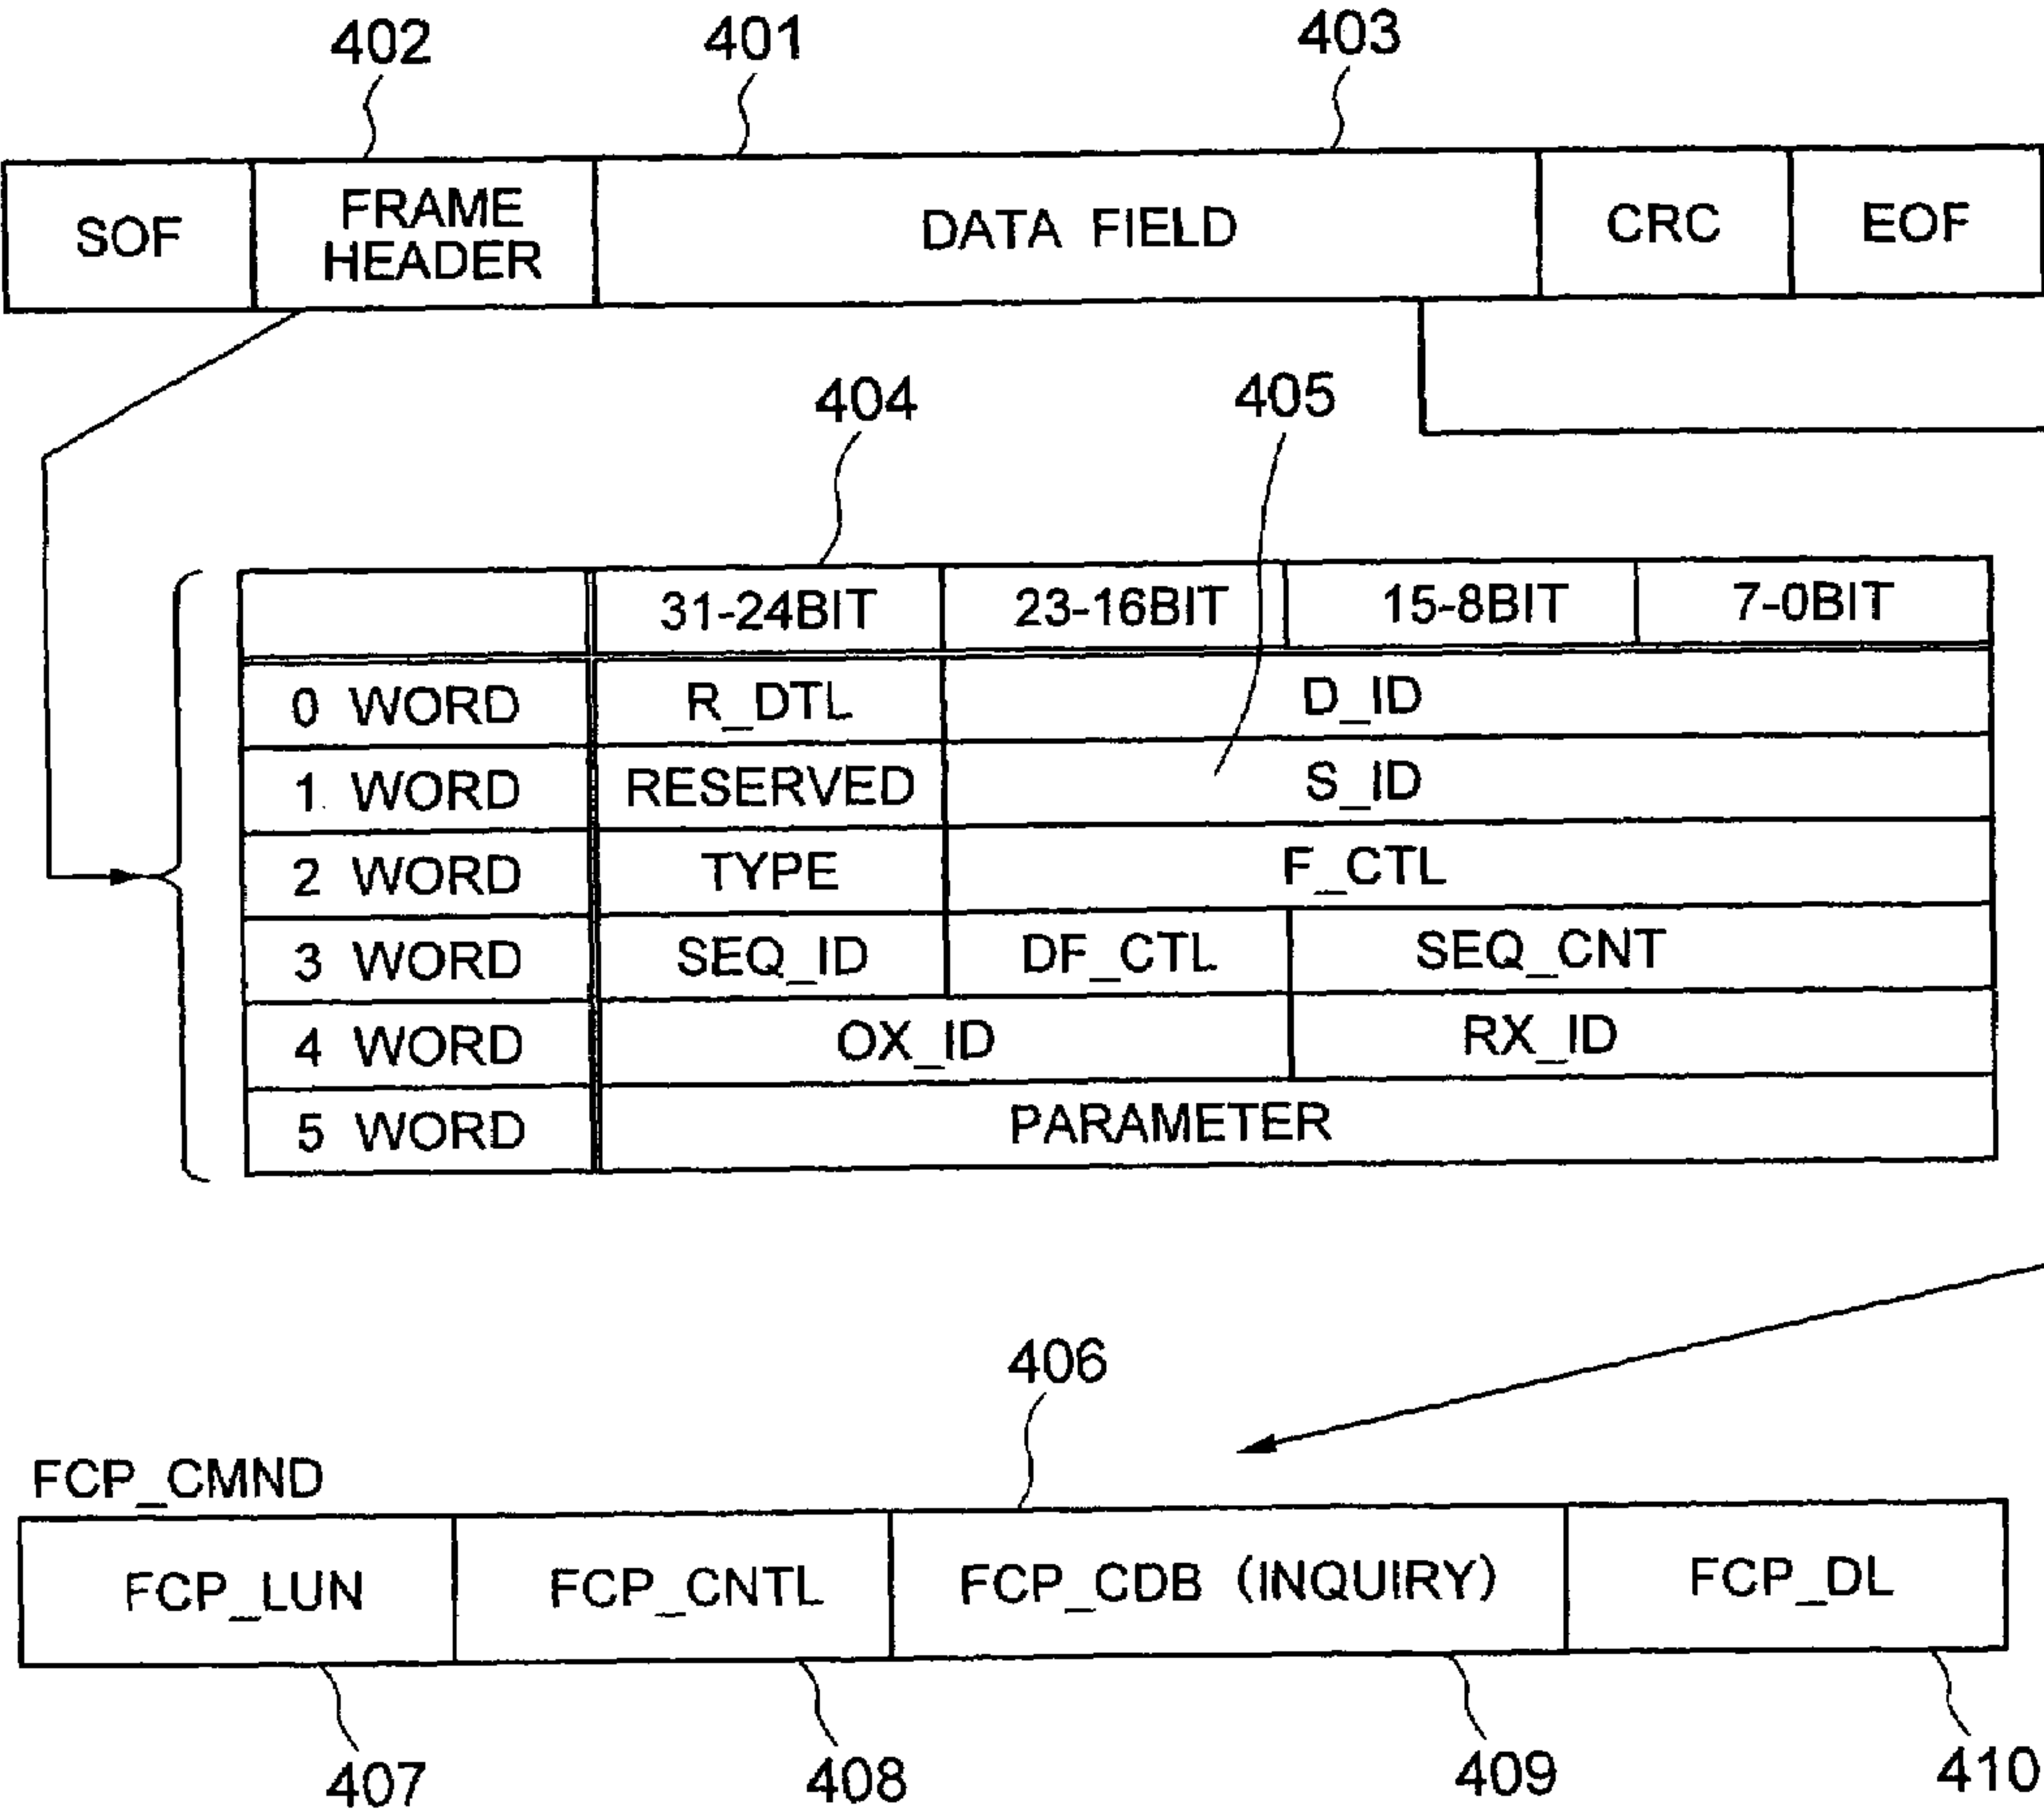 402 401 403
SOF FRAME HEADER DATA FIELD CRC EOF
404 405
31-24BIT 23-16BIT 15-8BIT 7-0BIT
0 WORD R_DTL D_ID
1 WORD RESERVED S_ID
2 WORD TYPE F_CTL
3 WORD SEQ_ID DF_CTL SEQ_CNT
4 WORD OX_ID RX_ID
5 WORD PARAMETER
406
FCP_CMND
FCP_LUN FCP_CNTL FCP_CDB (INQUIRY) FCP_DL
407 408 409 410